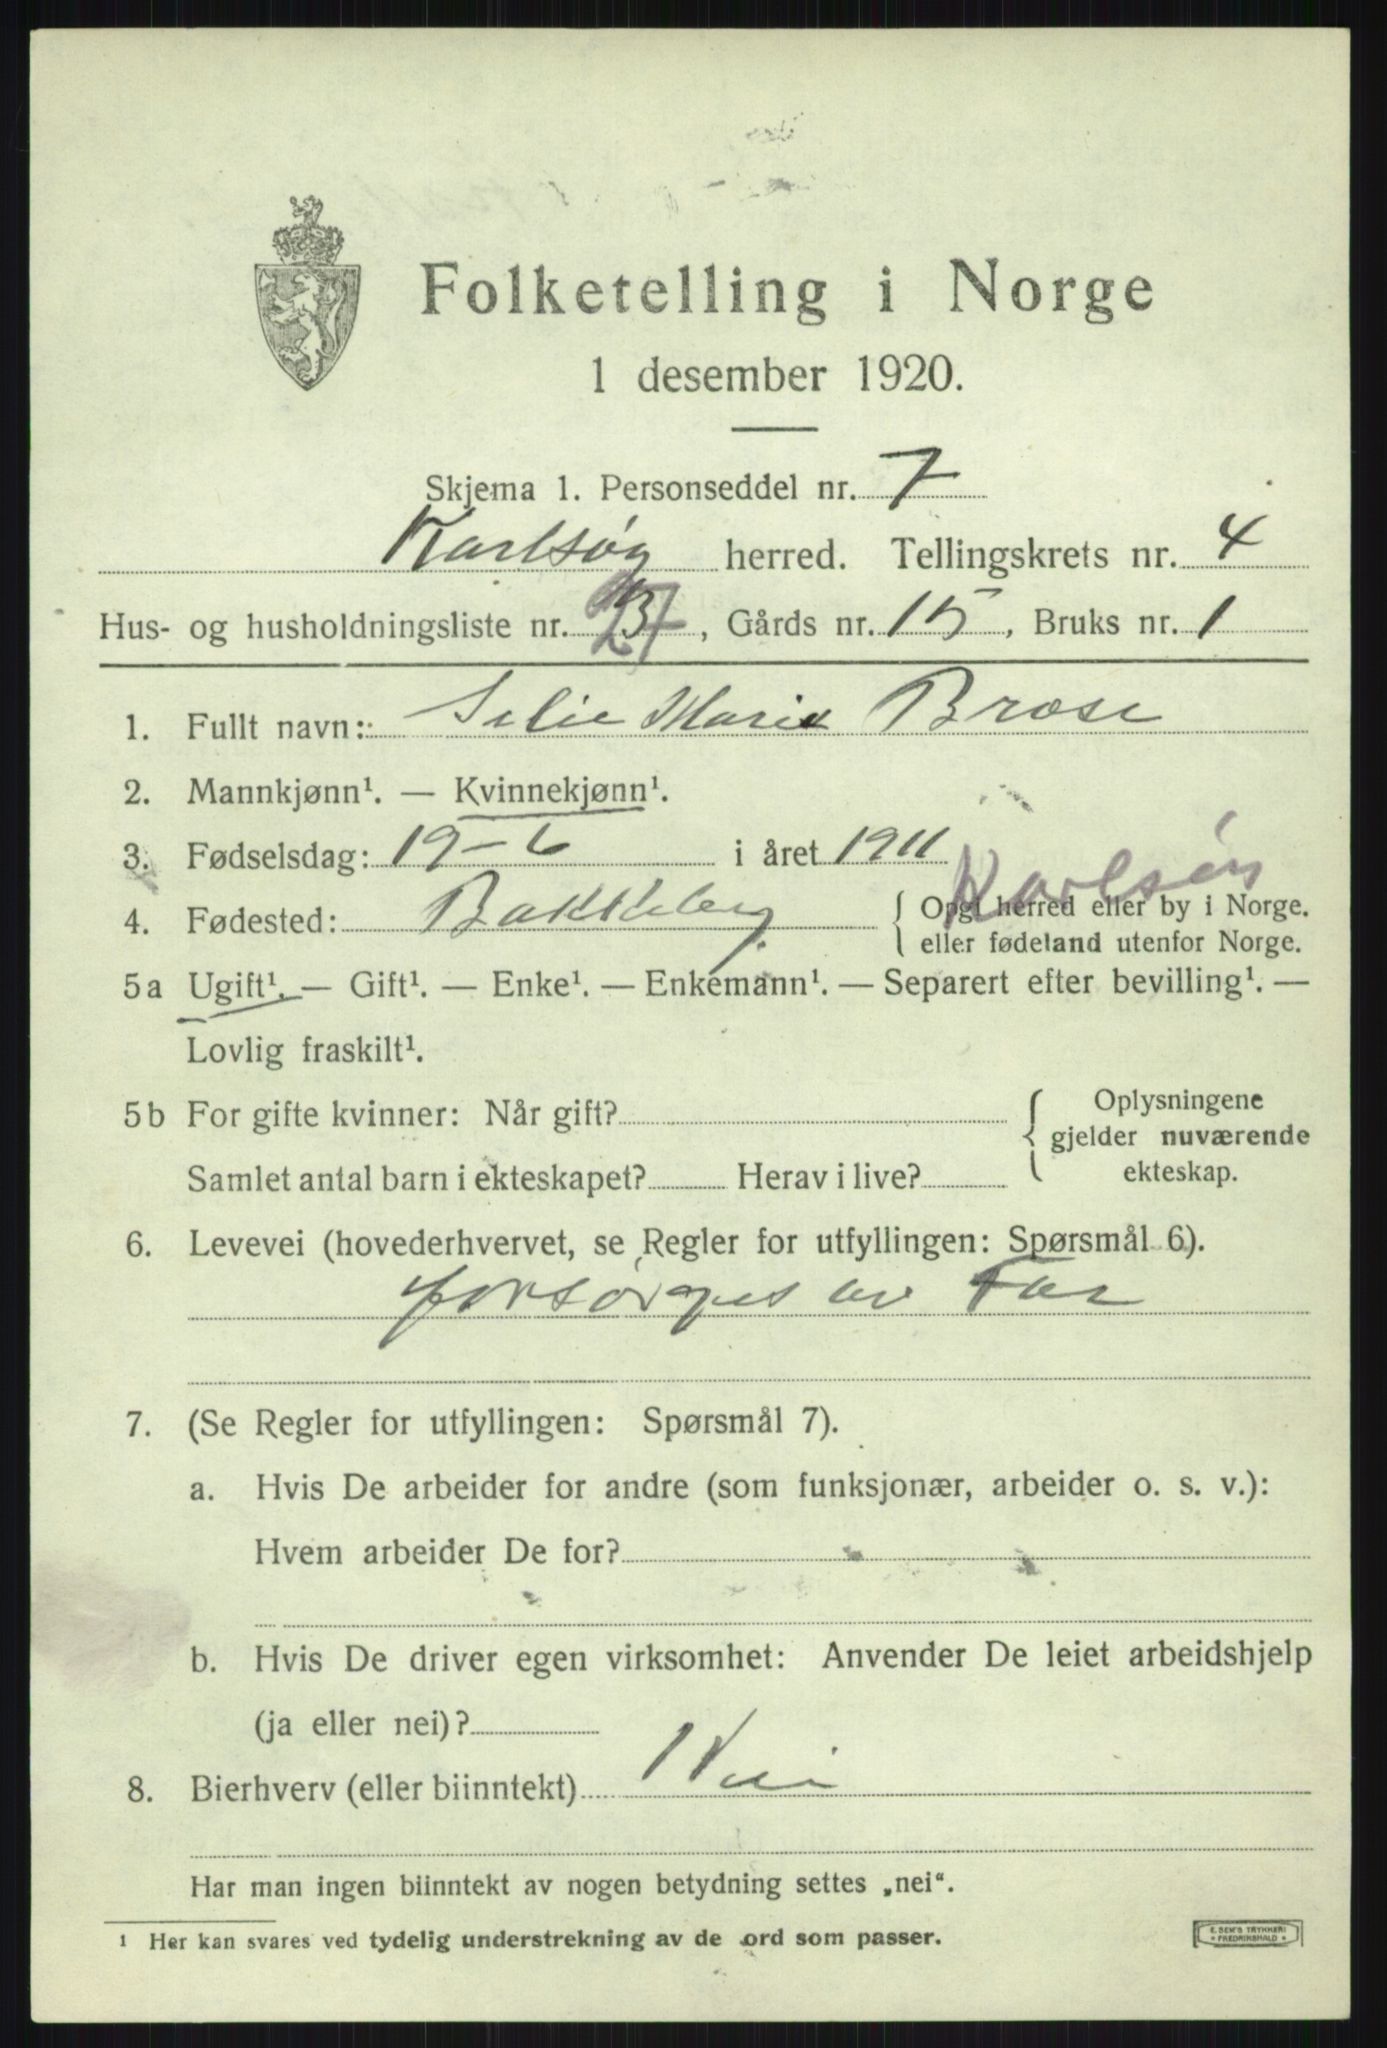 Folketelling i Norge
1 desember 1920.
Skjema 1. Personseddel nr. 7
Karlsøy herred. Tellingskrets nr. 4
Hus- og husholdningsliste nr. , Gårds nr. 15, Bruks nr. 1
1. Fullt navn: Selie Marie Brose
2. Mannkjønn¹. — Kvinnekjønn¹.
3. Fødselsdag: 19-6 i året 1911
Karlsöy
4. Fødested: Bakkeby. { Opgi herred eller by i Norge.
eller fødeland utenfor Norge.
5a Ugift¹. — Gift¹. — Enke¹. — Enkemann¹. — Separert efter bevilling¹. —
Lovlig fraskilt¹.
5b For gifte kvinner: Når gift? { Oplysningene
gjelder nuværende
Samlet antal barn i ekteskapet? Herav i live? ekteskap.
6. Levevei (hovederhvervet, se Regler for utfyllingen: Spørsmål 6).
forsörges av Far
7. (Se Regler for utfyllingen: Spørsmål 7).
a. Hvis De arbeider for andre (som funksjonær, arbeider o. s. v.):
Hvem arbeider De for?
b. Hvis De driver egen virksomhet: Anvender De leiet arbeidshjelp
(ja eller nei)?
8. Bierhverv (eller biinntekt) Nei
Har man ingen biinntekt av nogen betydning settes „nei“.
¹ Her kan svares ved tydelig understrekning av de ord som passer.
E. SEM'S TRYKKERI
* FREDRIKSHALD *